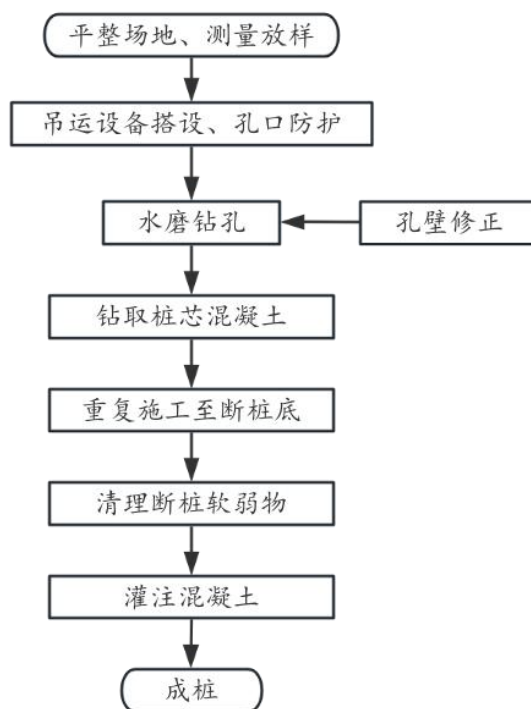 平整场地、测量放样
吊运设备搭设、孔口防护
水磨钻孔
孔壁修正
钻取桩芯混凝土
重复施工至断桩底
清理断桩软弱物
灌注混凝土
成桩